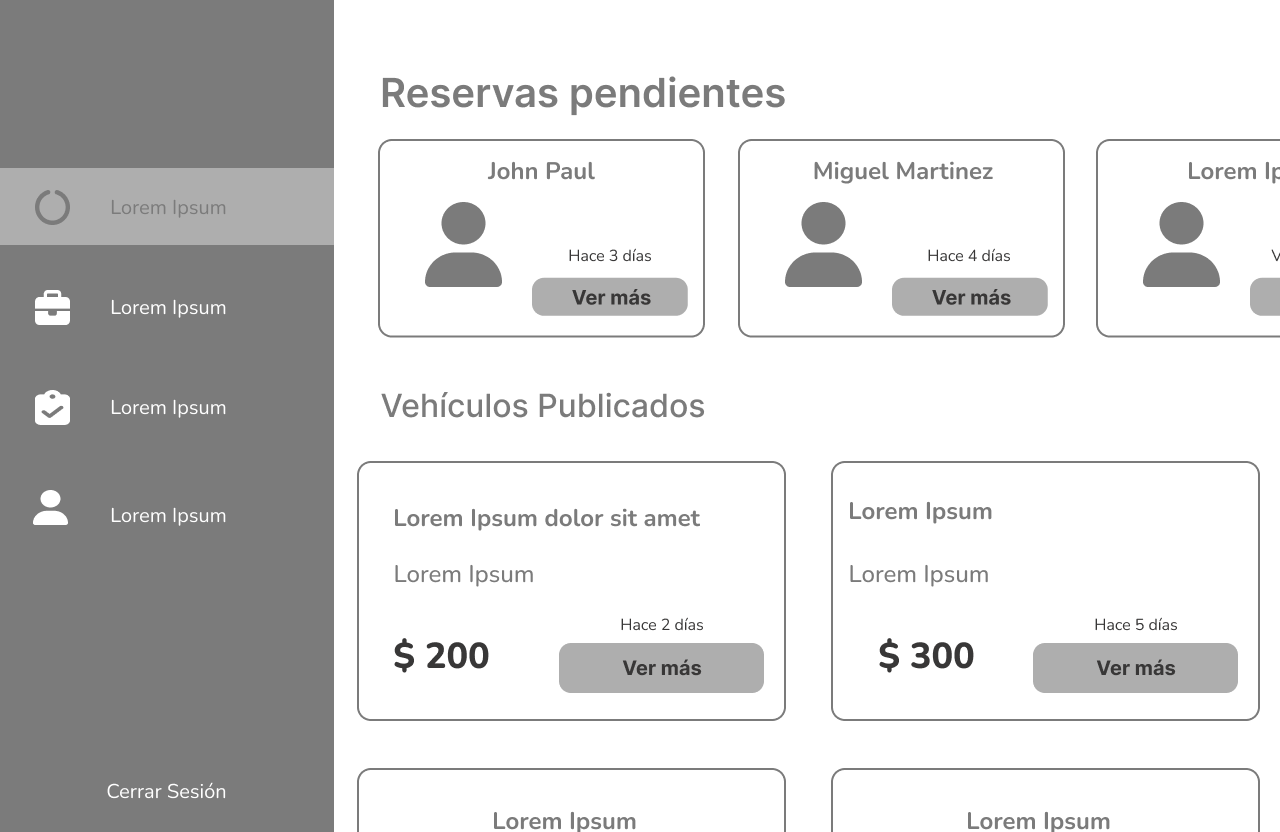 Lorem Ipsum
Lorem Ipsum
Lorem Ipsum
Lorem Ipsum
Cerrar Sesión
Reservas pendientes
John Paul
Hace 3 días
Ver más
Miguel Martinez
Hace 4 días
Ver más
Lorem Ip
V
Vehículos Publicados
Lorem Ipsum dolor sit amet
Lorem Ipsum
Hace 2 días
$ 200
Ver más
Lorem Ipsum
Lorem Ipsum
Hace 5 días
$ 300
Ver más
Lorem Ipsum
Lorem Ipsum